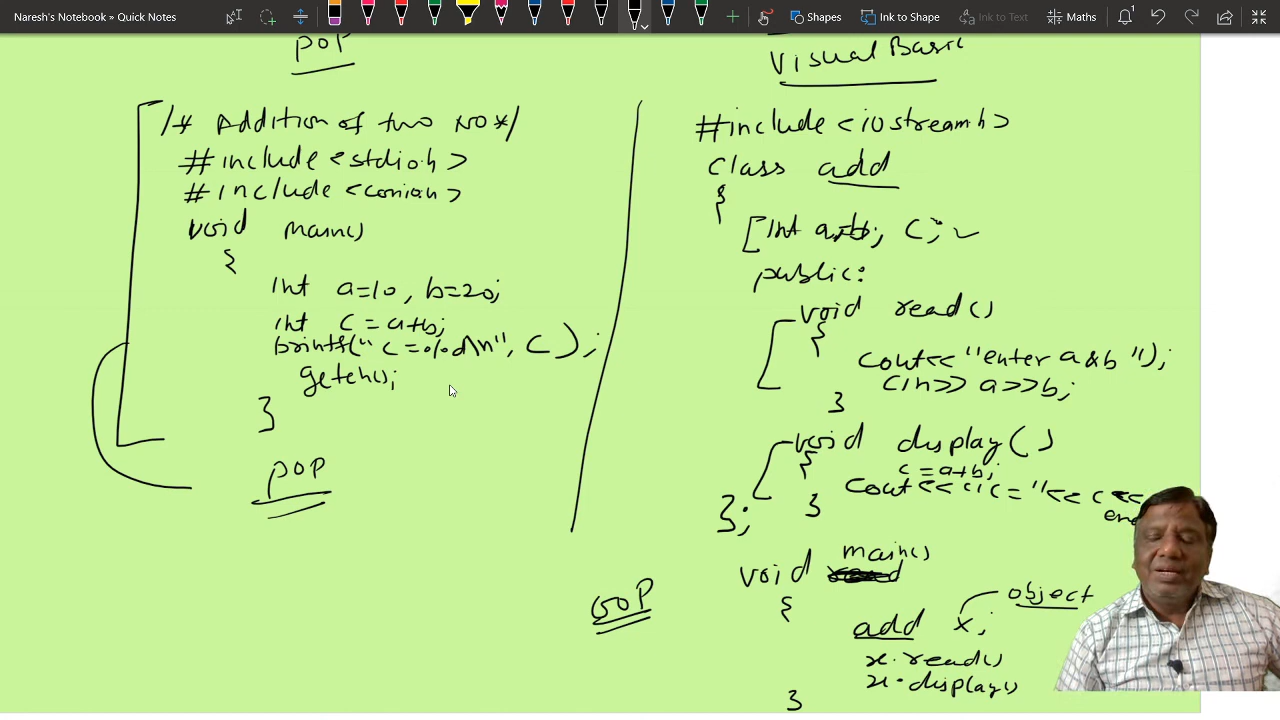 Naresh's Notebook » Quick Notes
Shapes
Ink to Shape
Ink to Text
Maths
POP
Visual Basic
/* Addition of two NO */
#include <stdio.h>
#include <conio.h>
void main()
{
int a=10, b=20;
int c = a+b;
printf(" c =%d\n", c);
getch();
}
POP
#include <iostream.h>
class add
{
[int a,b, c;
public:
void read()
{
cout<< "enter a & b ");
cin>> a>>b;
}
void display()
{
c = a+b;
cout<< "c = "<< c <<
}
};
void main()
{
object
add x;
x.read()
x.display()
}
OOP